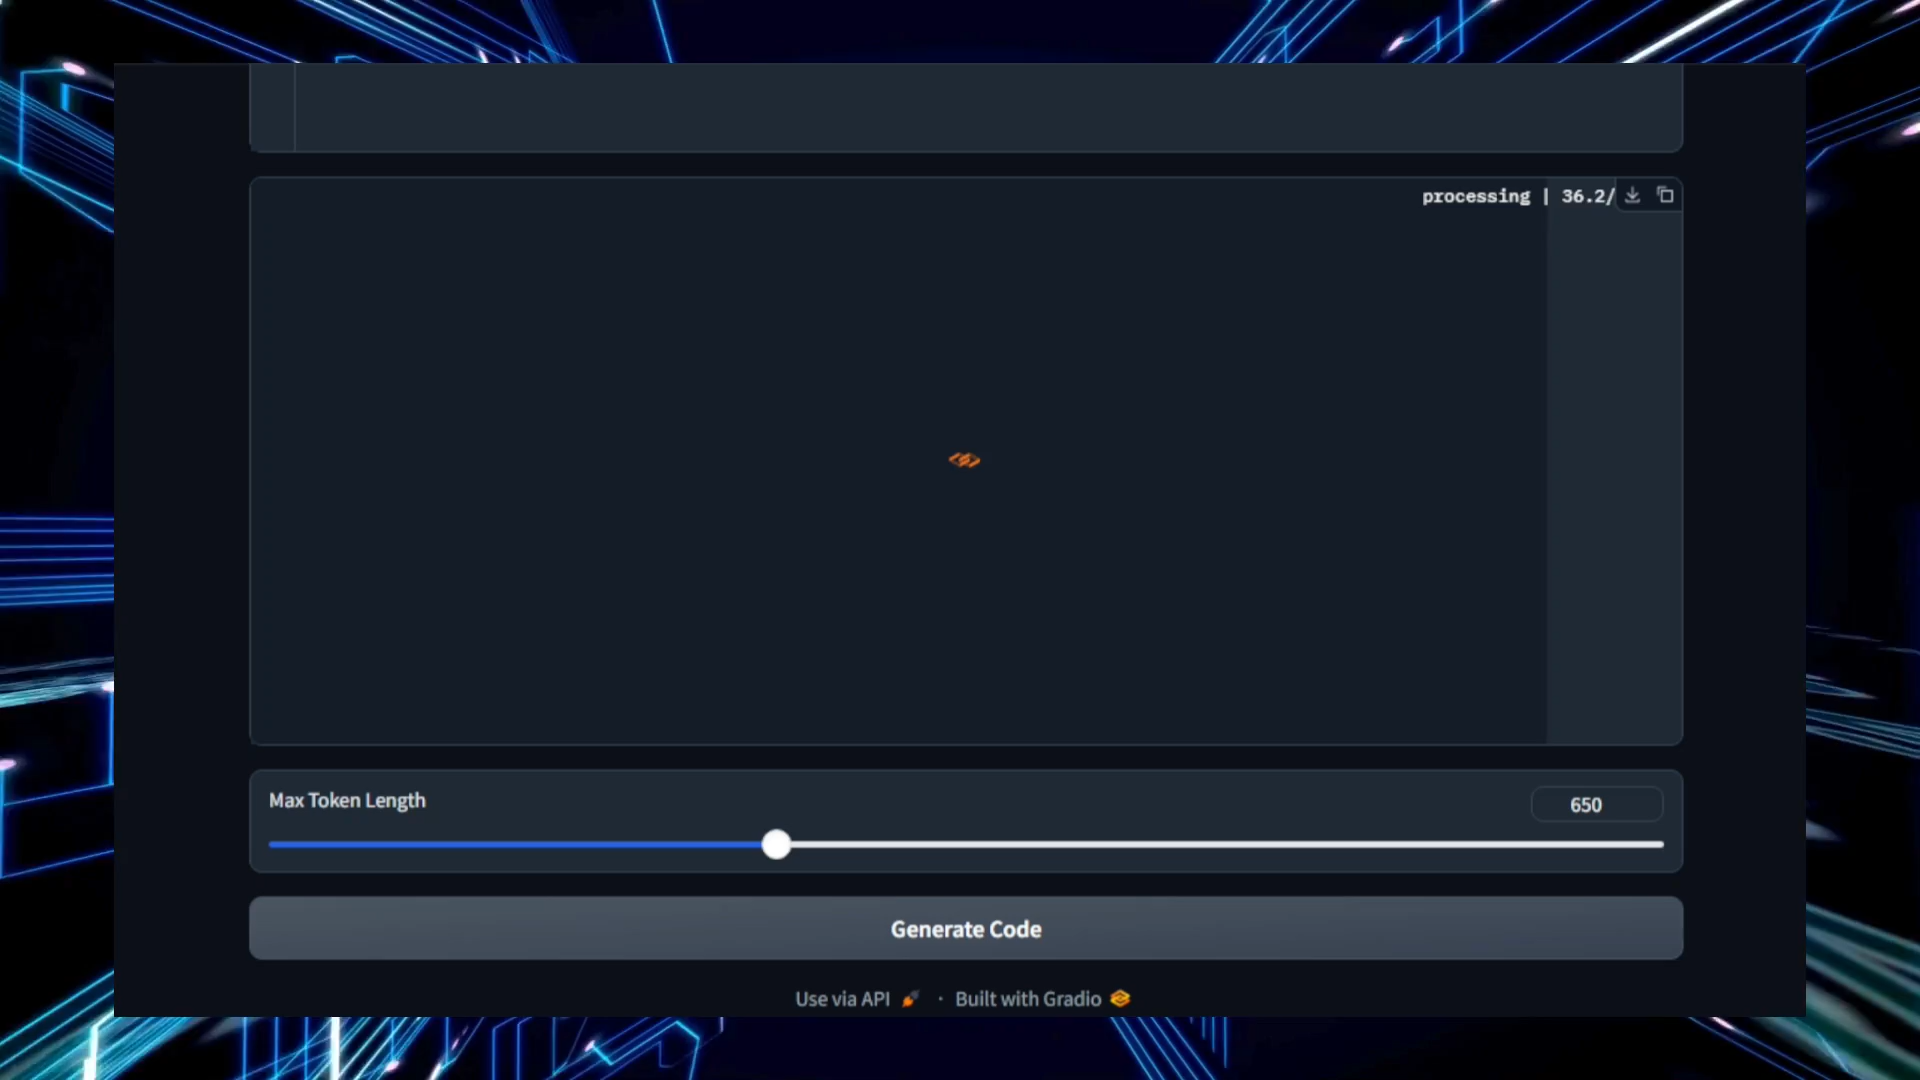 processing | 36.2/
Max Token Length
650
Generate Code
Use via API · Built with Gradio